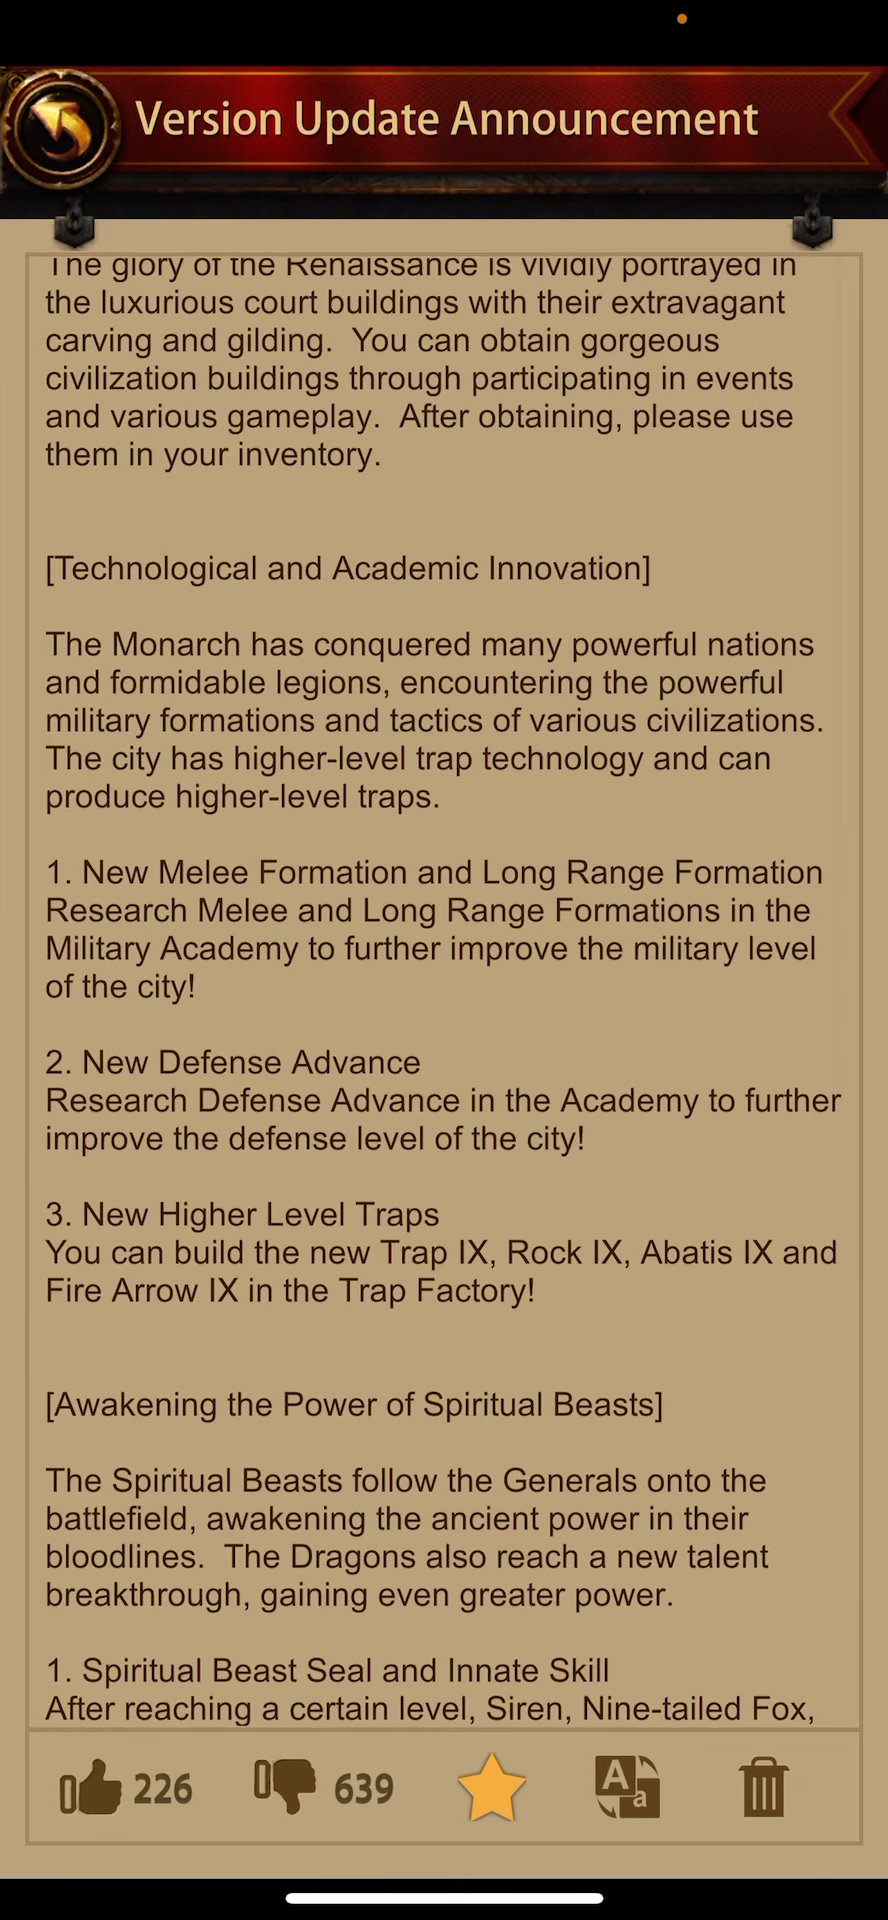 Version Update Announcement
The glory of the Renaissance is vividly portrayed in
the luxurious court buildings with their extravagant
carving and gilding.  You can obtain gorgeous
civilization buildings through participating in events
and various gameplay.  After obtaining, please use
them in your inventory.
[Technological and Academic Innovation]
The Monarch has conquered many powerful nations
and formidable legions, encountering the powerful
military formations and tactics of various civilizations.
The city has higher-level trap technology and can
produce higher-level traps.
1. New Melee Formation and Long Range Formation
Research Melee and Long Range Formations in the
Military Academy to further improve the military level
of the city!
2. New Defense Advance
Research Defense Advance in the Academy to further
improve the defense level of the city!
3. New Higher Level Traps
You can build the new Trap IX, Rock IX, Abatis IX and
Fire Arrow IX in the Trap Factory!
[Awakening the Power of Spiritual Beasts]
The Spiritual Beasts follow the Generals onto the
battlefield, awakening the ancient power in their
bloodlines.  The Dragons also reach a new talent
breakthrough, gaining even greater power.
1. Spiritual Beast Seal and Innate Skill
After reaching a certain level, Siren, Nine-tailed Fox,
226 639 A a